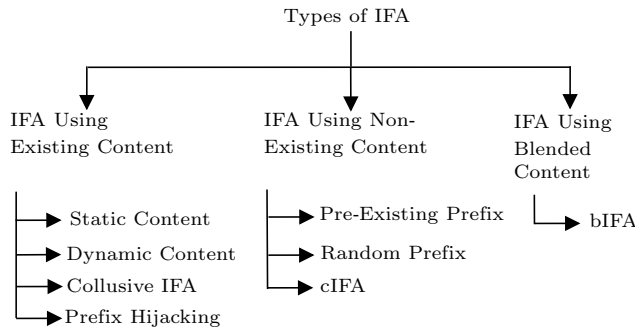 Types of IFA
IFA Using
Existing Content
Static Content
Dynamic Content
Collusive IFA
Prefix Hijacking
IFA Using Non-
Existing Content
Pre-Existing Prefix
Random Prefix
cIFA
IFA Using
Blended
Content
bIFA